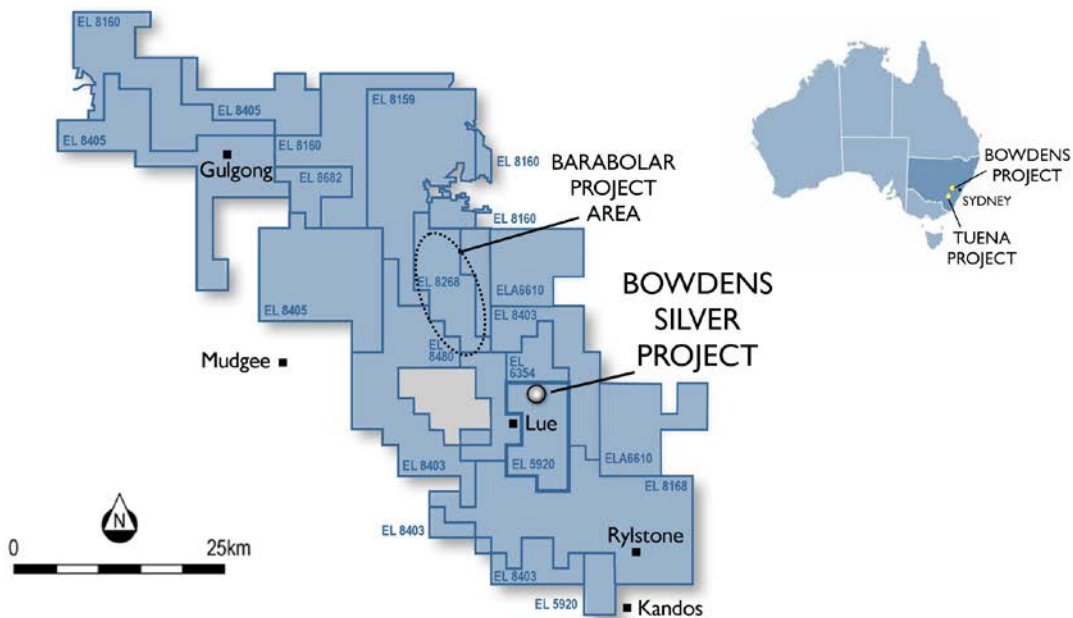 EL 8160
EL 8159
EL 8405
EL 8405
EL 8160
Gulgong
EL 8682
EL 8160
BARABOLAR
PROJECT
AREA
EL 8160
EL 8268
ELA6610
EL 8405
EL 8403
BOWDENS
SILVER
PROJECT
Mudgee
EL
8480
EL
6354
Lue
EL 8403
EL 5920
ELA6610
EL 8168
EL 8403
Rylstone
EL 8403
EL 5920
Kandos
N
0
25km
BOWDENS
PROJECT
SYDNEY
TUENA
PROJECT